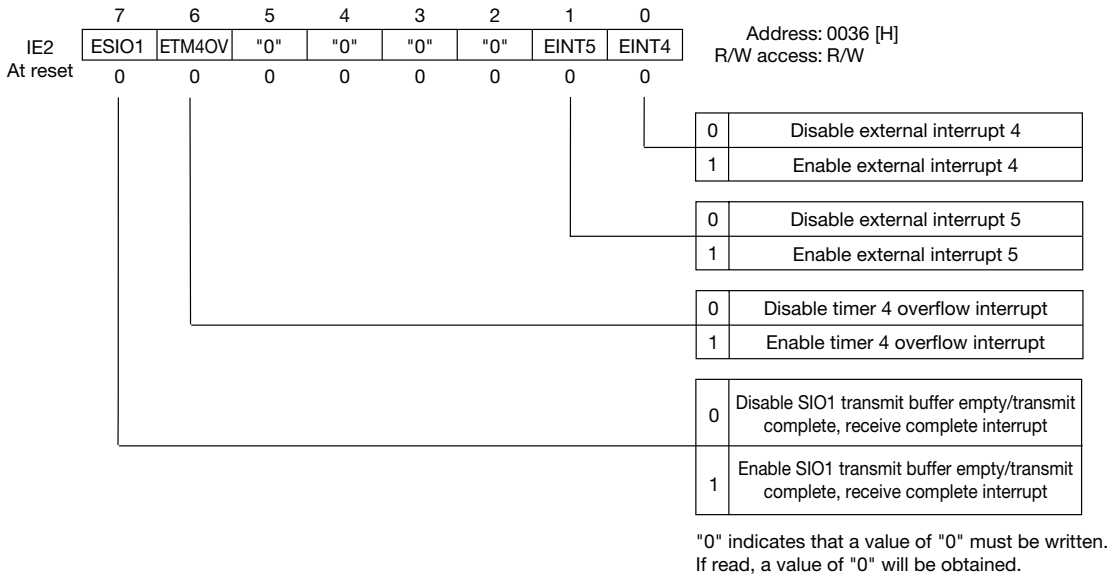 7 6 5 4 3 2 1 0
IE2 ESIO1 ETM4OV "0" "0" "0" "0" EINT5 EINT4
At reset 0 0 0 0 0 0 0 0
Address: 0036 [H]
R/W access: R/W
0 Disable external interrupt 4
1 Enable external interrupt 4
0 Disable external interrupt 5
1 Enable external interrupt 5
0 Disable timer 4 overflow interrupt
1 Enable timer 4 overflow interrupt
0 Disable SIO1 transmit buffer empty/transmit
complete, receive complete interrupt
1 Enable SIO1 transmit buffer empty/transmit
complete, receive complete interrupt
"0" indicates that a value of "0" must be written.
If read, a value of "0" will be obtained.